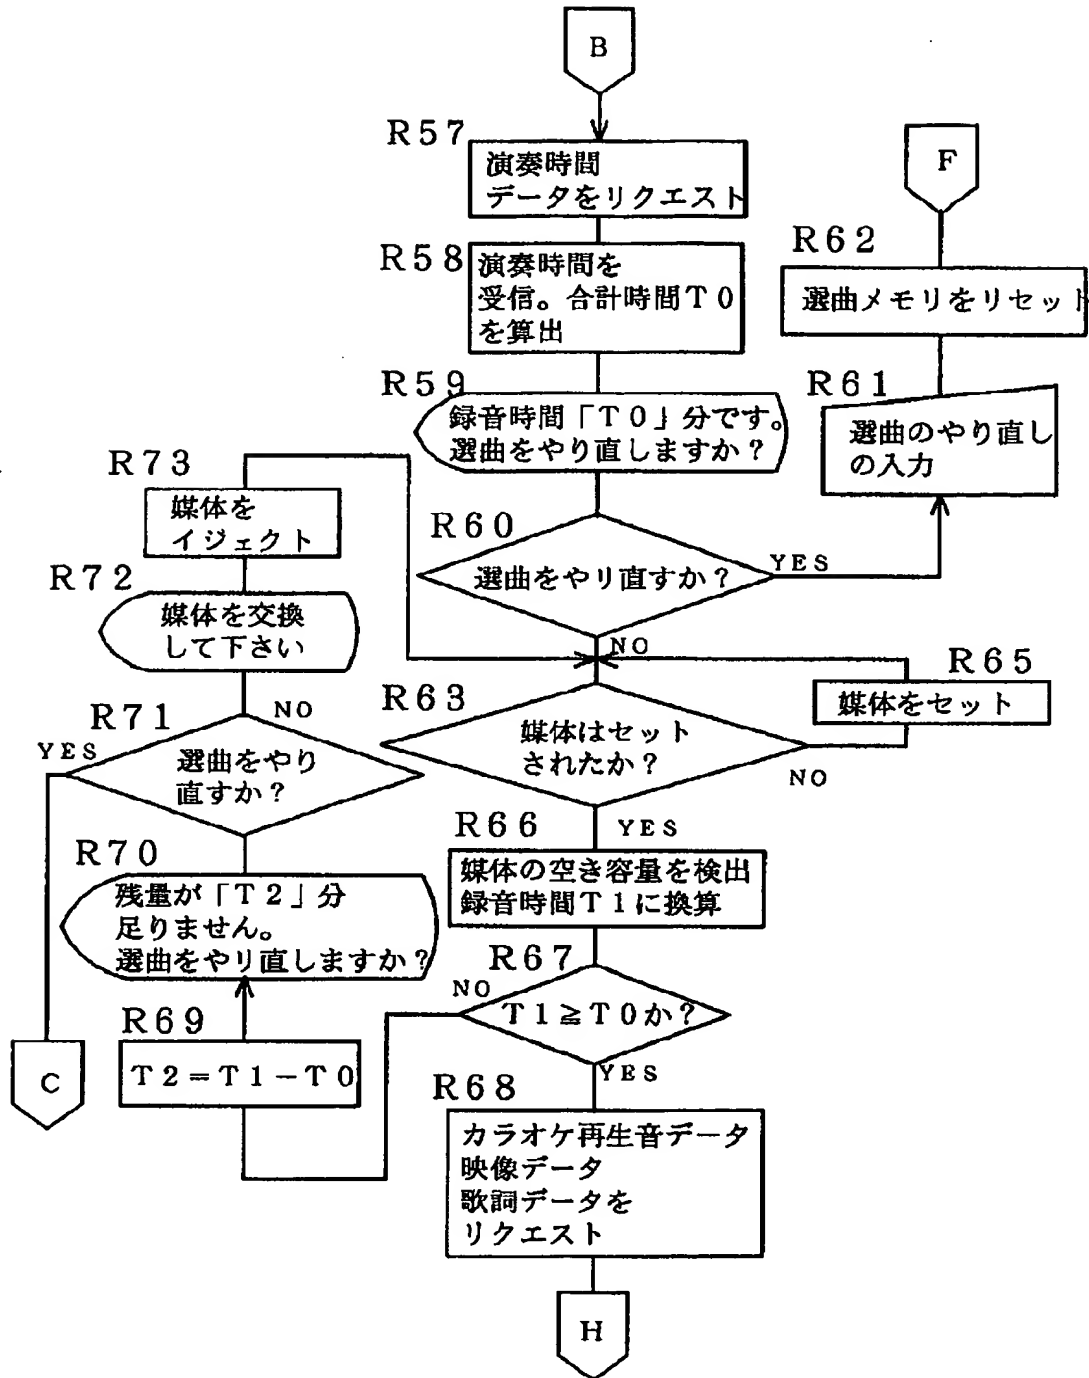 B
R57
演奏時間
データをリクエスト
F
R62
選曲メモリをリセット
R58
演奏時間を
受信。合計時間T0
を算出
R61
選曲のやり直し
の入力
R59
録音時間「T0」分です。
選曲をやり直しますか？
R73
媒体を
イジェクト
R60
選曲をやり直すか？
YES
NO
R72
媒体を交換
して下さい
R65
媒体をセット
R63
媒体はセット
されたか？
NO
YES
R71
NO
YES
選曲をやり
直すか？
R66
媒体の空き容量を検出
録音時間T1に換算
R70
残量が「T2」分
足りません。
選曲をやり直しますか？
R67
NO
T1≧T0か？
YES
R69
T2＝T1－T0
C
R68
カラオケ再生音データ
映像データ
歌詞データを
リクエスト
H